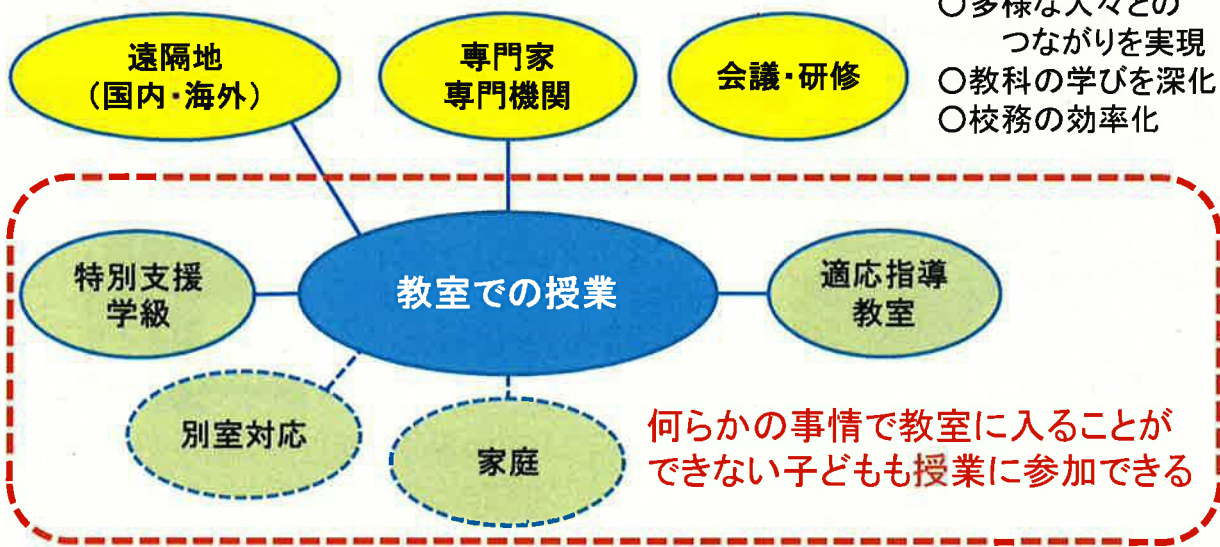 ○多様な人々との
つながりを実現
○教科の学びを深化
○校務の効率化
遠隔地
(国内・海外)
専門家
専門機関
会議・研修
教室での授業
特別支援
学級
適応指導
教室
別室対応
家庭
何らかの事情で教室に入ることが
できない子どもも授業に参加できる